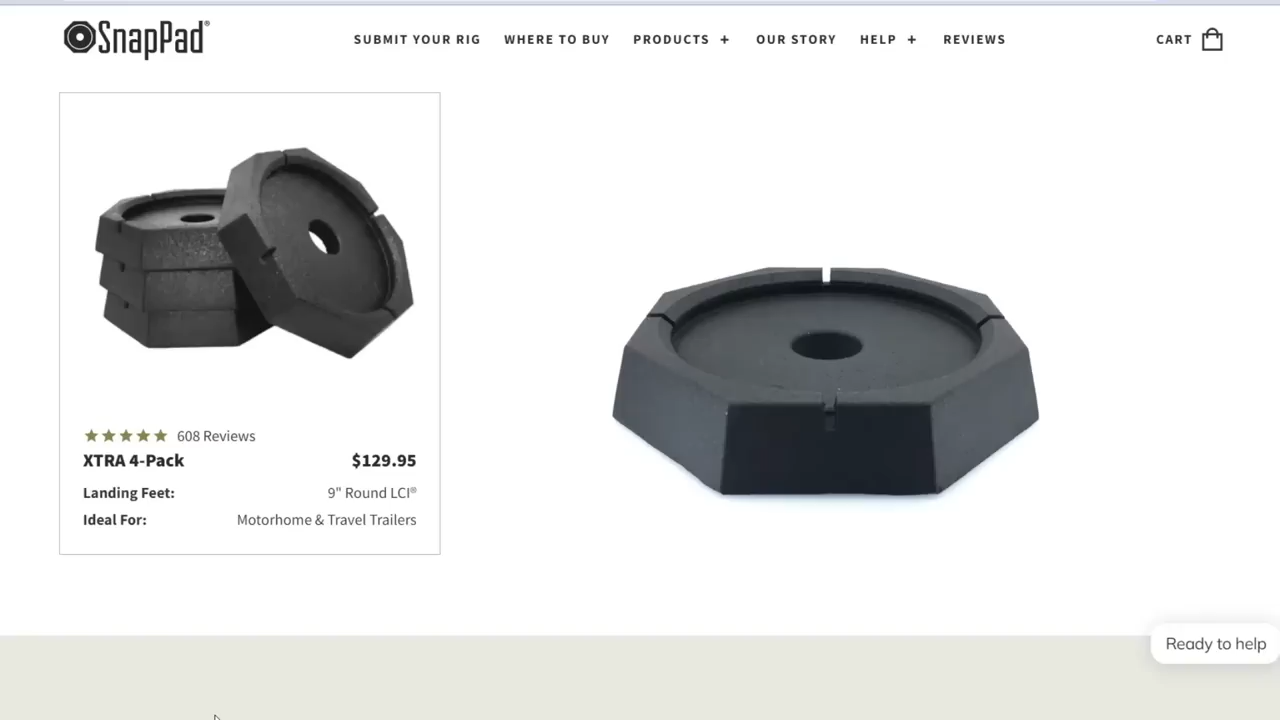 SnapPad®
SUBMIT YOUR RIG WHERE TO BUY PRODUCTS + OUR STORY HELP + REVIEWS CART
608 Reviews
XTRA 4-Pack $129.95
Landing Feet: 9" Round LCI®
Ideal For: Motorhome & Travel Trailers
Ready to help